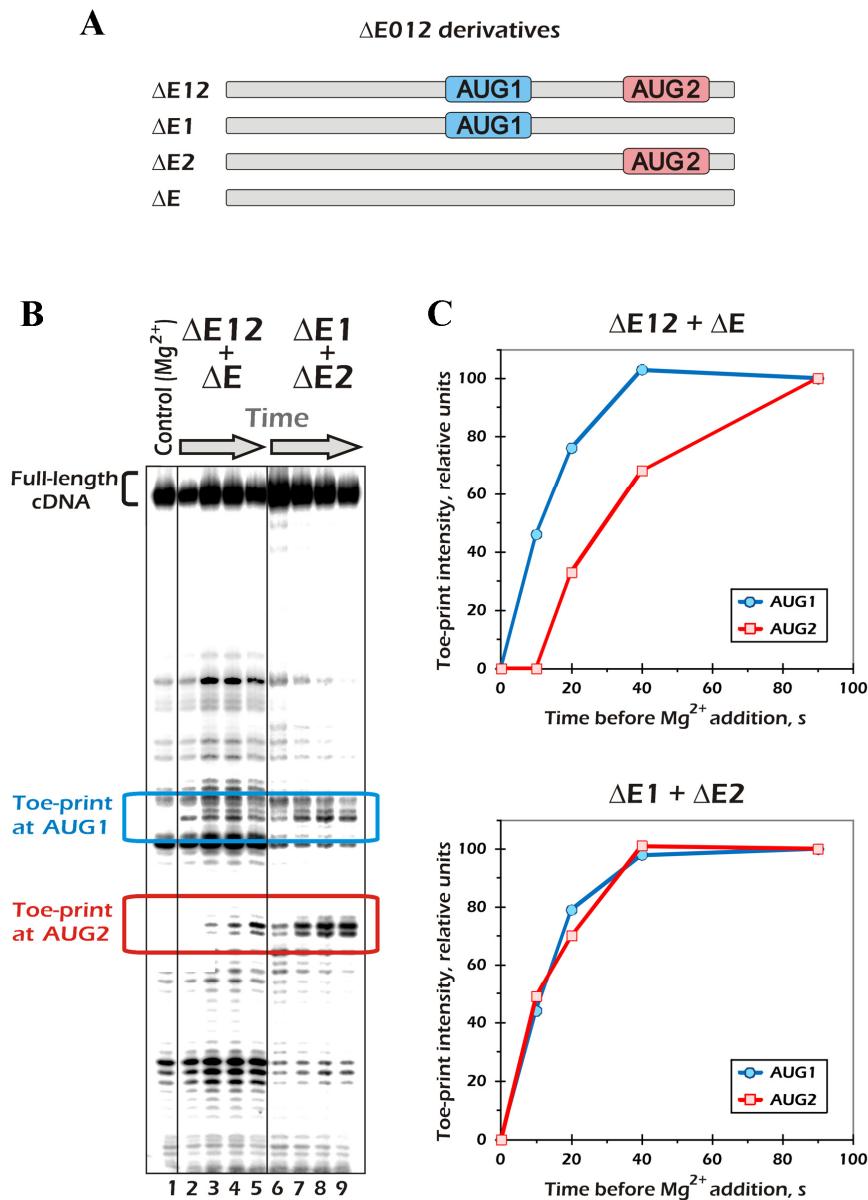 A
ΔE012 derivatives
ΔE12
AUG1
AUG2
ΔE1
AUG1
ΔE2
AUG2
ΔE
B
Control (Mg2+)
ΔE12
+
ΔE
ΔE1
+
ΔE2
Time
Full-length
cDNA
Toe-print
at AUG1
Toe-print
at AUG2
1 2 3 4 5 6 7 8 9
C
ΔE12 + ΔE
Toe-print intensity, relative units
100
80
60
40
20
0
AUG1
AUG2
0 20 40 60 80 100
Time before Mg2+ addition, s
ΔE1 + ΔE2
Toe-print intensity, relative units
100
80
60
40
20
0
AUG1
AUG2
0 20 40 60 80 100
Time before Mg2+ addition, s